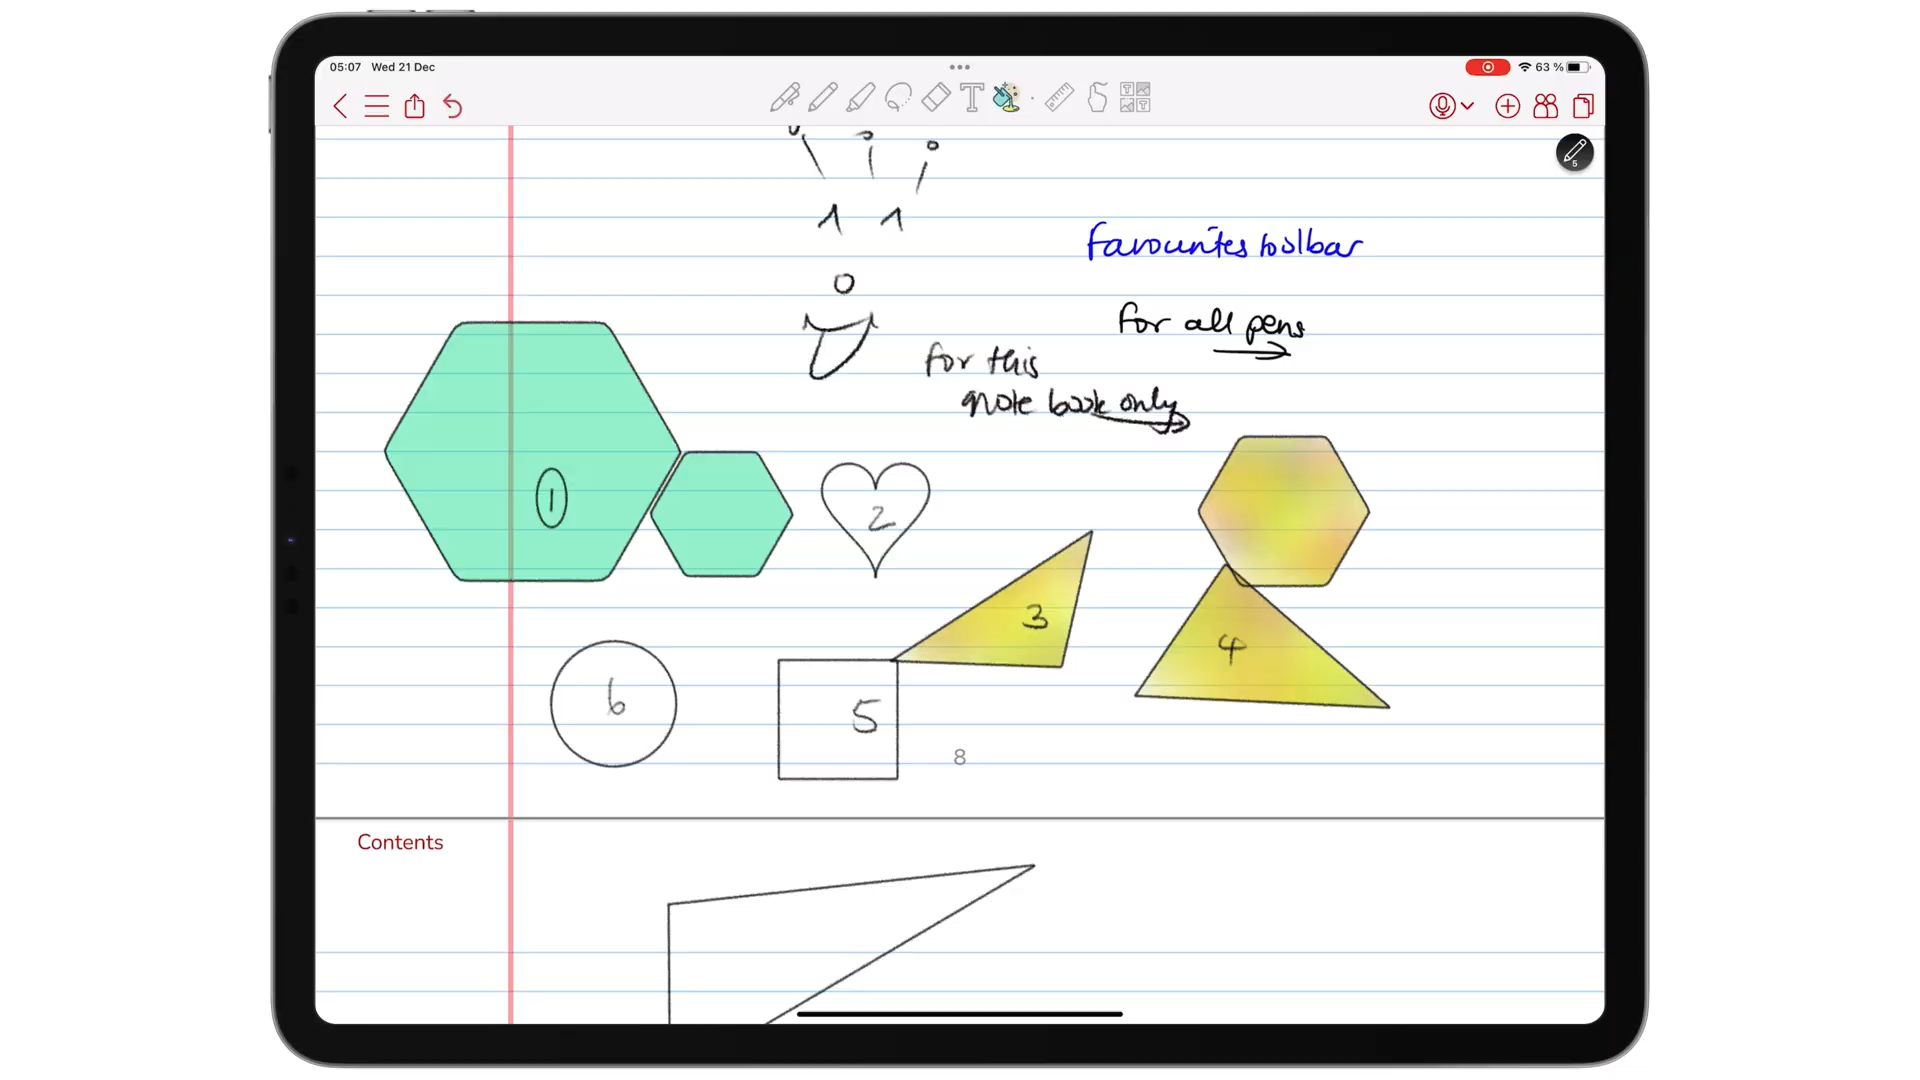 05:07 Wed 21 Dec
63 %
5
favourites toolbar
for all pens
for this
note book only
1
2
3
4
6
5
8
Contents